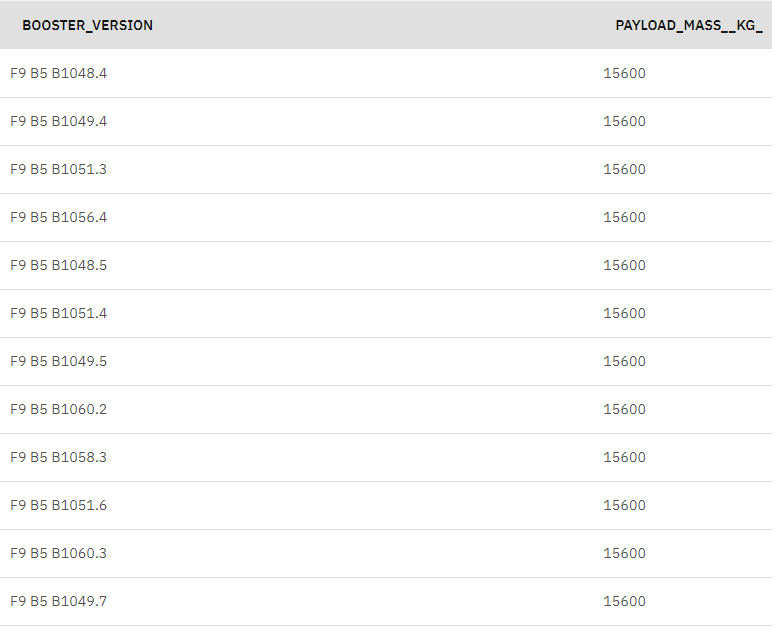 BOOSTER_VERSION PAYLOAD_MASS__KG_
F9 B5 B1048.4 15600
F9 B5 B1049.4 15600
F9 B5 B1051.3 15600
F9 B5 B1056.4 15600
F9 B5 B1048.5 15600
F9 B5 B1051.4 15600
F9 B5 B1049.5 15600
F9 B5 B1060.2 15600
F9 B5 B1058.3 15600
F9 B5 B1051.6 15600
F9 B5 B1060.3 15600
F9 B5 B1049.7 15600